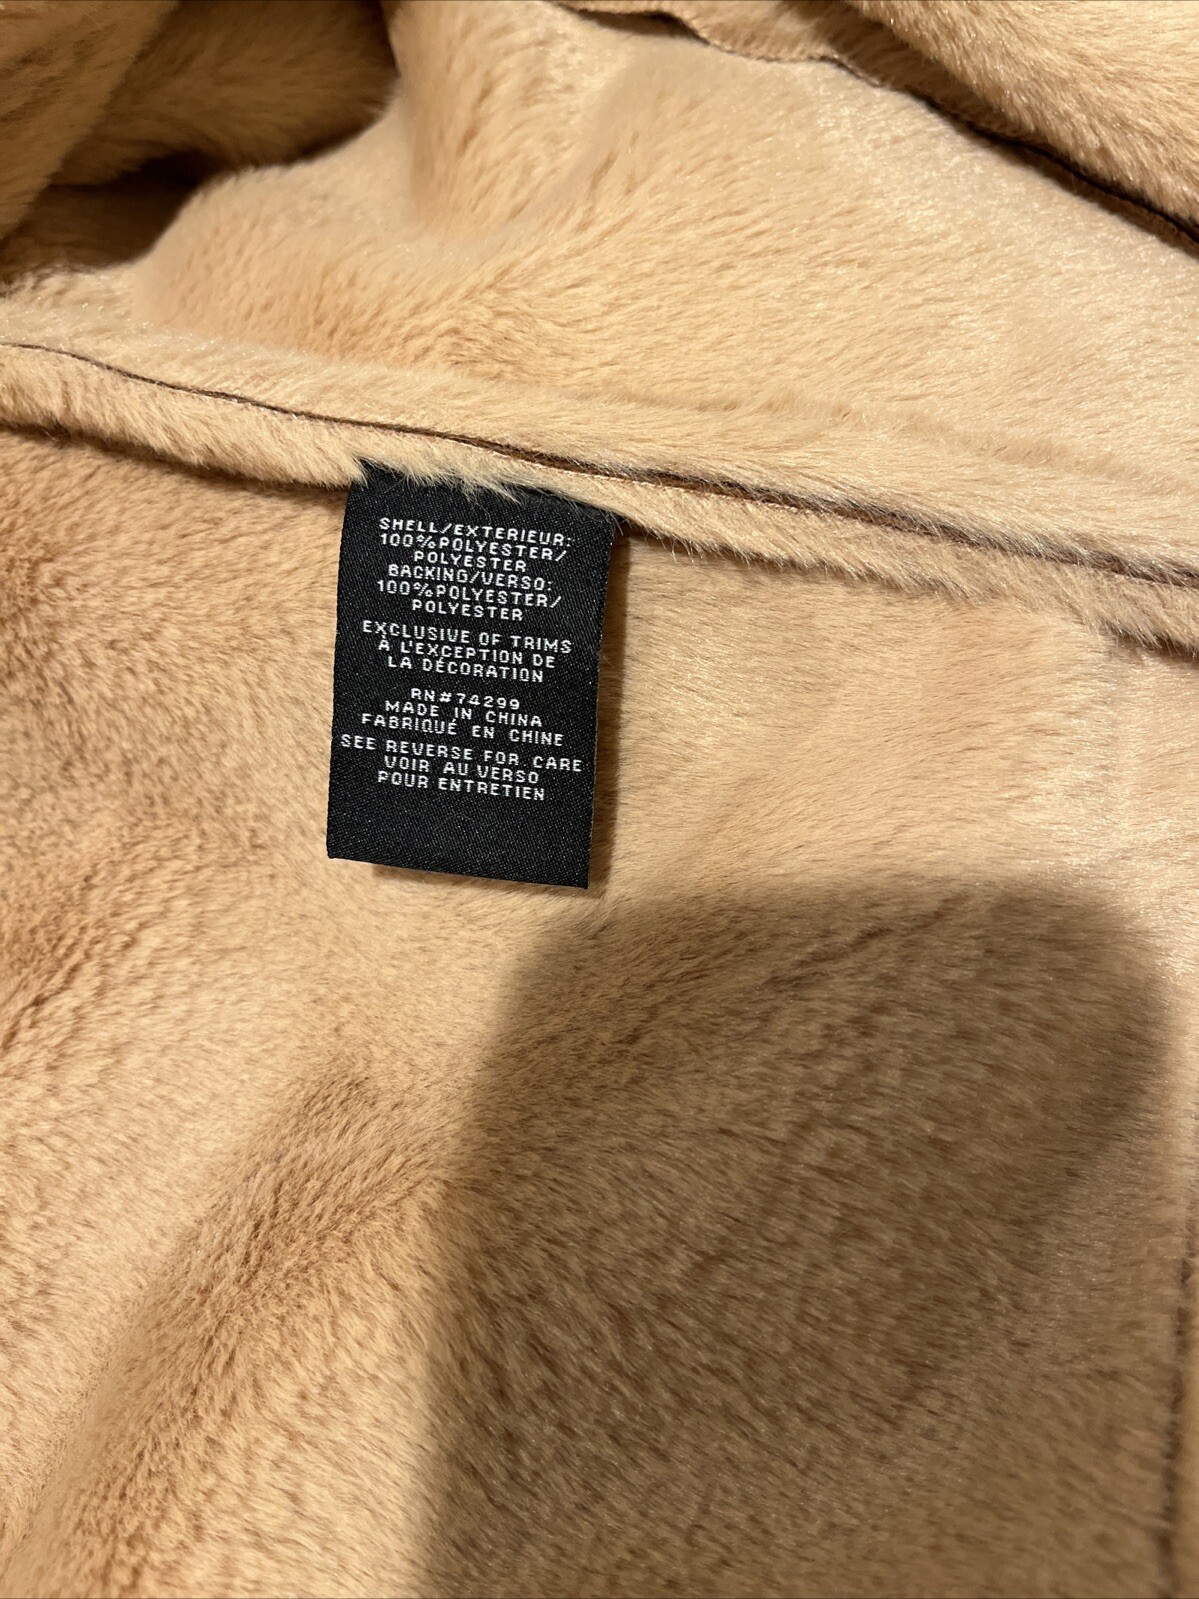 SHELL/EXTERIEUR:
100%POLYESTER/
POLYESTER
BACKING/VERSO:
100%POLYESTER/
POLYESTER
EXCLUSIVE OF TRIMS
À L'EXCEPTION DE
LA DÉCORATION
RN#74299
MADE IN CHINA
FABRIQUÉ EN CHINE
SEE REVERSE FOR CARE
VOIR AU VERSO
POUR ENTRETIEN